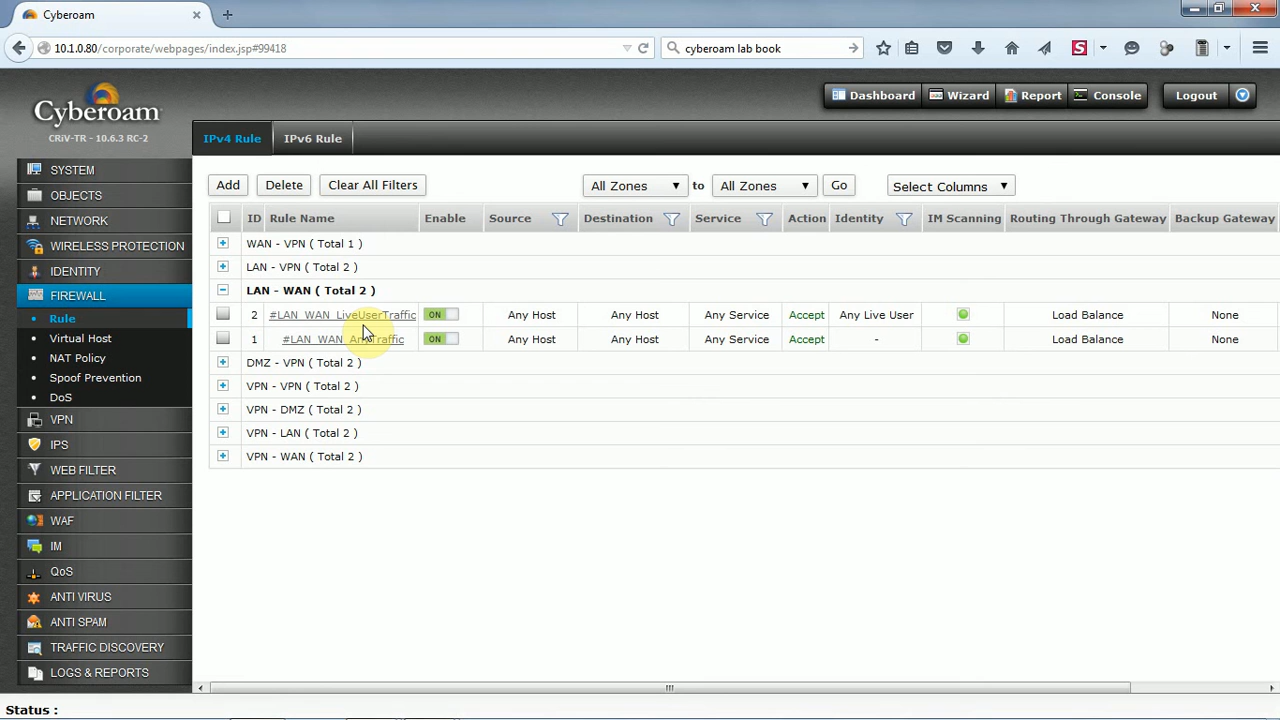 Cyberoam
10.1.0.80/corporate/webpages/index.jsp#99418
cyberoam lab book
S
Cyberoam
CRiV-TR - 10.6.3 RC-2
Dashboard Wizard Report Console Logout
IPv4 Rule IPv6 Rule
SYSTEM
OBJECTS
NETWORK
WIRELESS PROTECTION
IDENTITY
FIREWALL
Rule
Virtual Host
NAT Policy
Spoof Prevention
DoS
VPN
IPS
WEB FILTER
APPLICATION FILTER
WAF
IM
QoS
ANTI VIRUS
ANTI SPAM
TRAFFIC DISCOVERY
LOGS & REPORTS
Add Delete Clear All Filters All Zones to All Zones Go Select Columns
ID Rule Name Enable Source Destination Service Action Identity IM Scanning Routing Through Gateway Backup Gateway
WAN - VPN ( Total 1 )
LAN - VPN ( Total 2 )
LAN - WAN ( Total 2 )
2 #LAN_WAN_LiveUserTraffic ON Any Host Any Host Any Service Accept Any Live User Load Balance None
1 #LAN_WAN_AnyTraffic ON Any Host Any Host Any Service Accept - Load Balance None
DMZ - VPN ( Total 2 )
VPN - VPN ( Total 2 )
VPN - DMZ ( Total 2 )
VPN - LAN ( Total 2 )
VPN - WAN ( Total 2 )
Status :